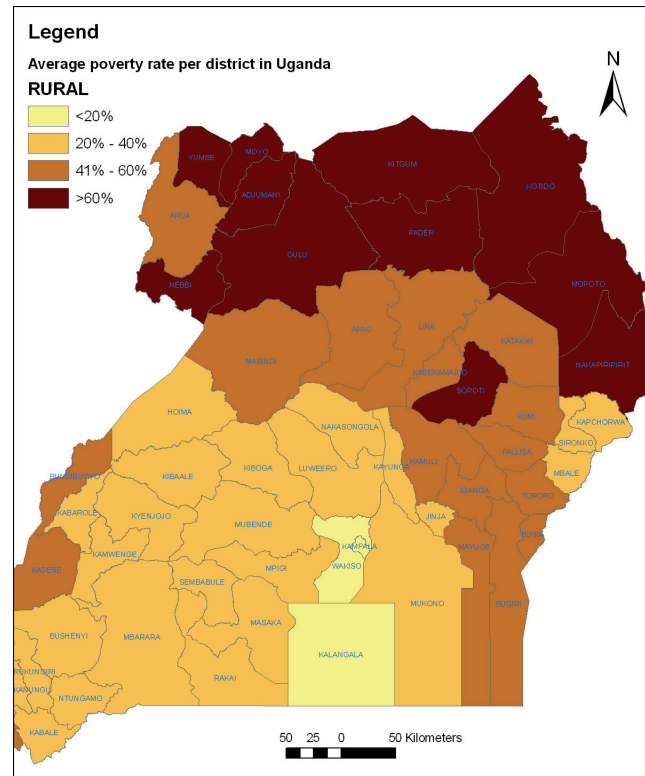 Legend
Average poverty rate per district in Uganda
RURAL
<20%
20% - 40%
41% - 60%
>60%
N
YUMBE
MOYO
ADJUMANI
KITGUM
KOTIDO
ARUA
GULU
PADER
NEBBI
MOROTO
APAC
LIRA
KATAKWI
MASINDI
KABERAMAIDO
NAKAPIRIPIRIT
SOROTI
HOIMA
KUMI
KAPCHORWA
NAKASONGOLA
SIRONKO
PALLISA
BUNDIBUGYO
KIBAALE
KIBOGA
LUWEERO
KAYUNGA
KAMULI
MBALE
IGANGA
TORORO
KABAROLE
KYENJOJO
MUBENDE
JINJA
BUSIA
KAMPALA
MAYUGE
KAMWENGE
WAKISO
KASESE
MPIGI
SEMBABULE
MUKONO
BUGIRI
BUSHENYI
MBARARA
MASAKA
KALANGALA
RUKUNGIRI
RAKAI
KANUNGU
NTUNGAMO
KABALE
50 25 0 50 Kilometers